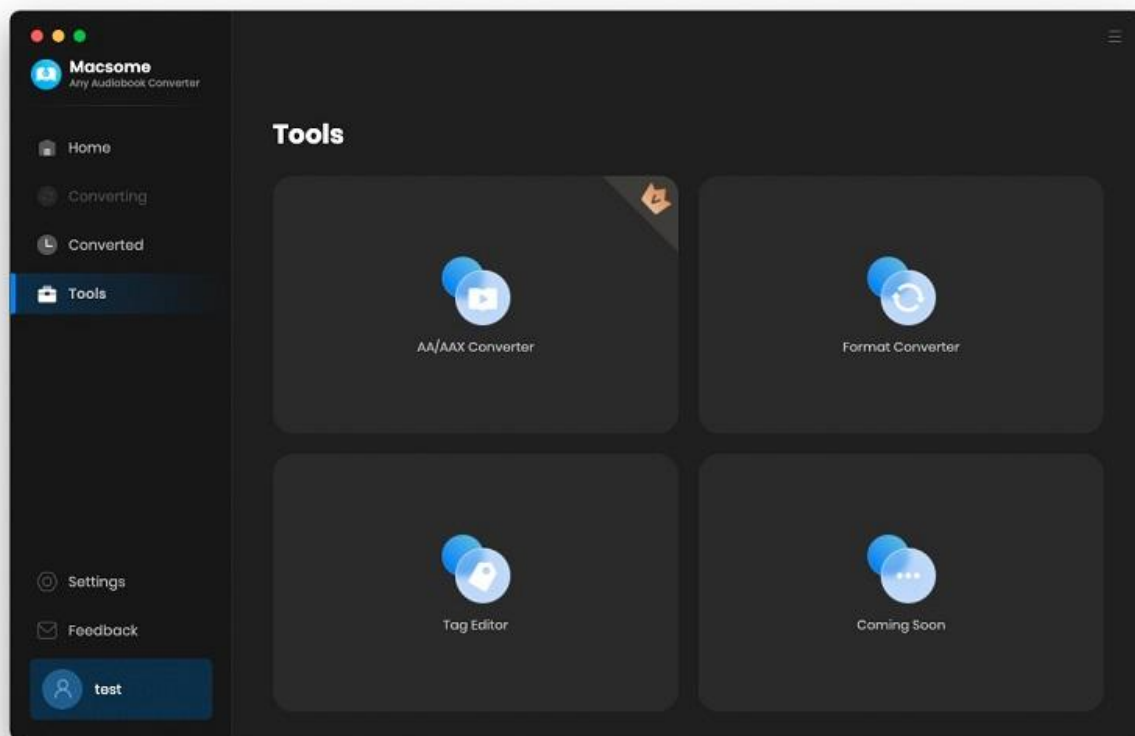 Macsome
Any Audiobook Converter
Home
Converting
Converted
Tools
Settings
Feedback
test
Tools
AA/AAX Converter
Format Converter
Tag Editor
Coming Soon